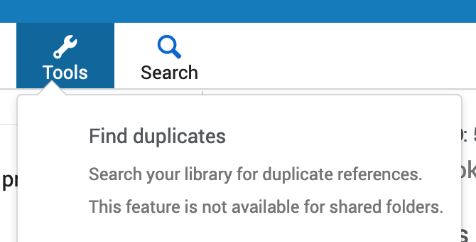 Tools
Search
Find duplicates
Search your library for duplicate references.
This feature is not available for shared folders.